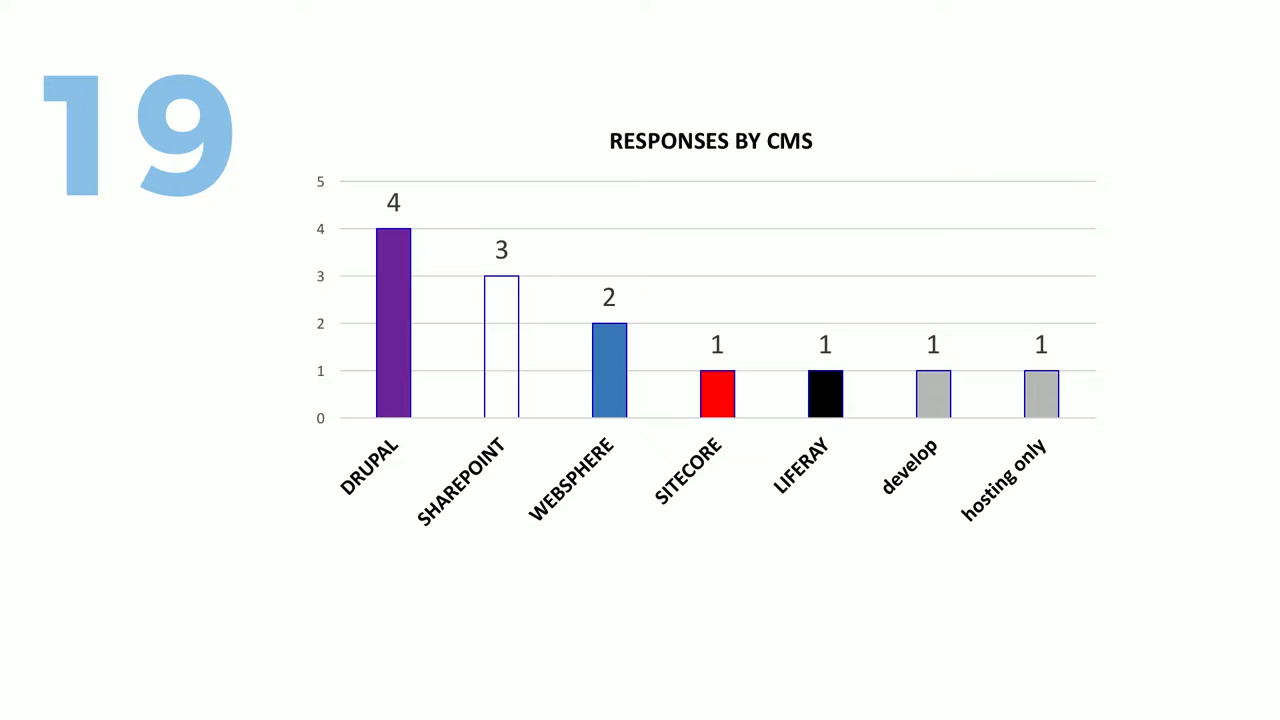 19
RESPONSES BY CMS
5
4
3
2
1
0
4
3
2
1
1
1
1
DRUPAL
SHAREPOINT
WEBSPHERE
SITECORE
LIFERAY
develop
hosting only